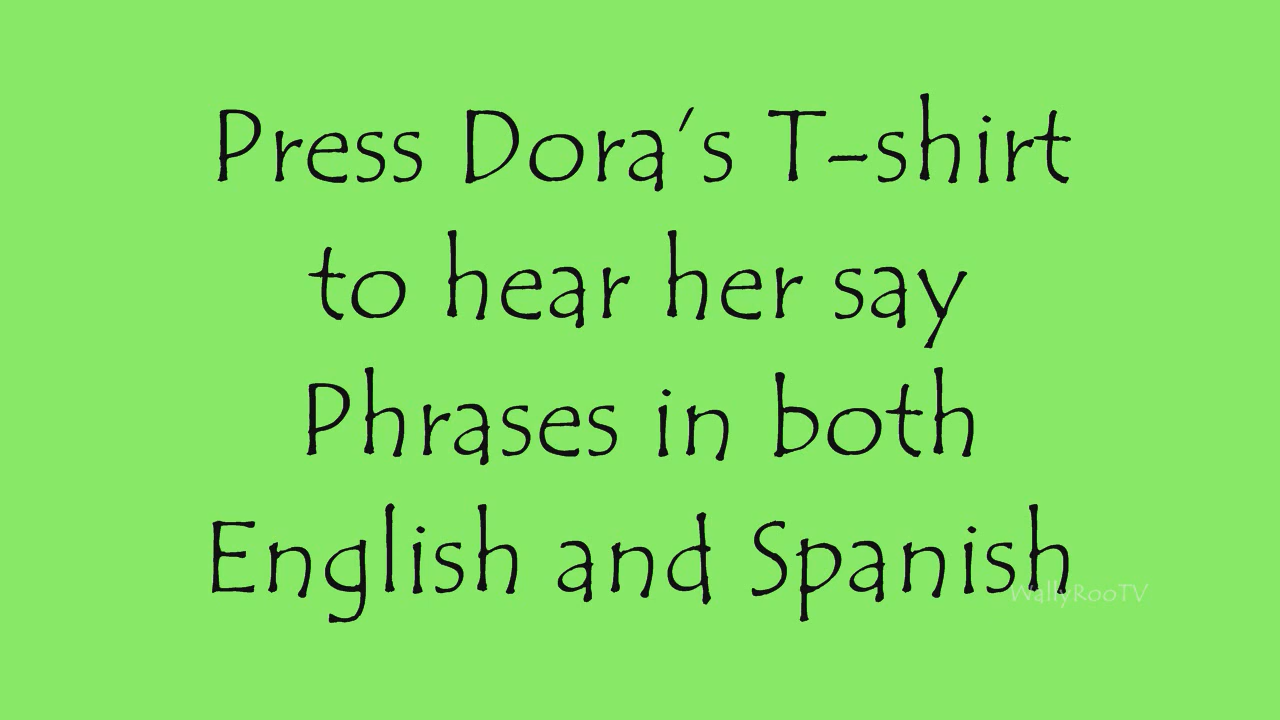 Press Dora's T-shirt
to hear her say
Phrases in both
English and Spanish
WallyRooTV